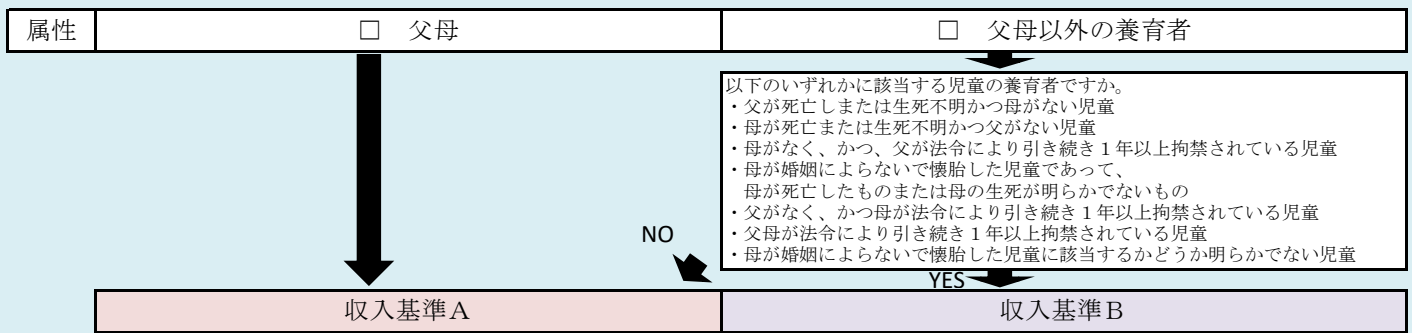 属性
□ 父母
□ 父母以外の養育者
以下のいずれかに該当する児童の養育者ですか。
・父が死亡しまたは生死不明かつ母がない児童
・母が死亡または生死不明かつ父がない児童
・母がなく、かつ、父が法令により引き続き１年以上拘禁されている児童
・母が婚姻によらないで懐胎した児童であって、
母が死亡したものまたは母の生死が明らかでないもの
・父がなく、かつ母が法令により引き続き１年以上拘禁されている児童
・父母が法令により引き続き１年以上拘禁されている児童
・母が婚姻によらないで懐胎した児童に該当するかどうか明らかでない児童
NO
YES
収入基準Ａ
収入基準Ｂ